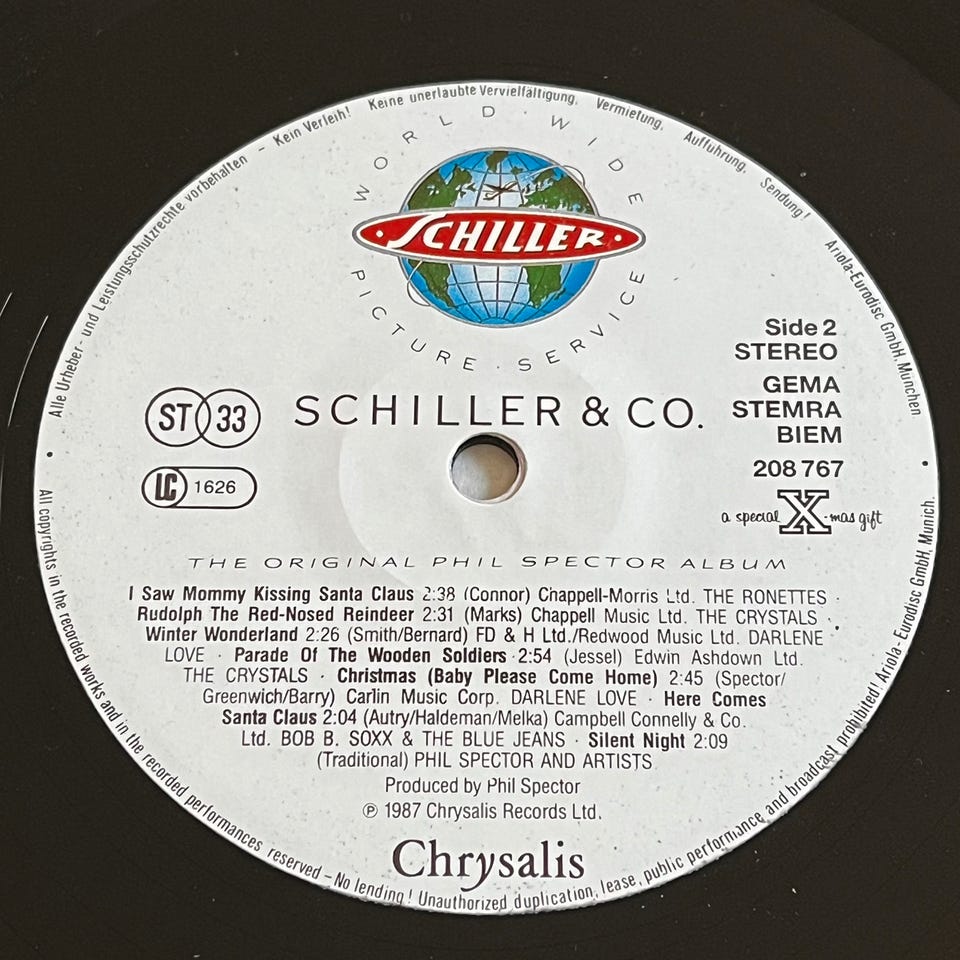 Alle Urheber- und Leistungsschutzrechte vorbehalten – Kein Verleih! Keine unerlaubte Vervielfältigung, Vermietung, Aufführung, Sendung!
Ariola-Eurodisc GmbH, München
WORLD · WIDE
SCHILLER
PICTURE · SERVICE
Side 2
STEREO
GEMA
STEMRA
BIEM
208 767
a special X-mas gift
ST 33
SCHILLER & CO.
LC 1626
THE ORIGINAL PHIL SPECTOR ALBUM
I Saw Mommy Kissing Santa Claus 2:38 (Connor) Chappell-Morris Ltd. THE RONETTES ·
Rudolph The Red-Nosed Reindeer 2:31 (Marks) Chappell Music Ltd. THE CRYSTALS ·
Winter Wonderland 2:26 (Smith/Bernard) FD & H Ltd./Redwood Music Ltd. DARLENE
LOVE · Parade Of The Wooden Soldiers · 2:54 (Jessel) Edwin Ashdown Ltd.
THE CRYSTALS · Christmas (Baby Please Come Home) 2:45 (Spector/
Greenwich/Barry) Carlin Music Corp. DARLENE LOVE · Here Comes
Santa Claus 2:04 (Autry/Haldeman/Melka) Campbell Connelly & Co.
Ltd. BOB B. SOXX & THE BLUE JEANS · Silent Night 2:09
(Traditional) PHIL SPECTOR AND ARTISTS
Produced by Phil Spector
℗ 1987 Chrysalis Records Ltd.
Chrysalis
All copyrights in the recorded works and in the recorded performances reserved – No lending! Unauthorized duplication, lease, public performance and broadcast prohibited! Ariola-Eurodisc GmbH, Munich.